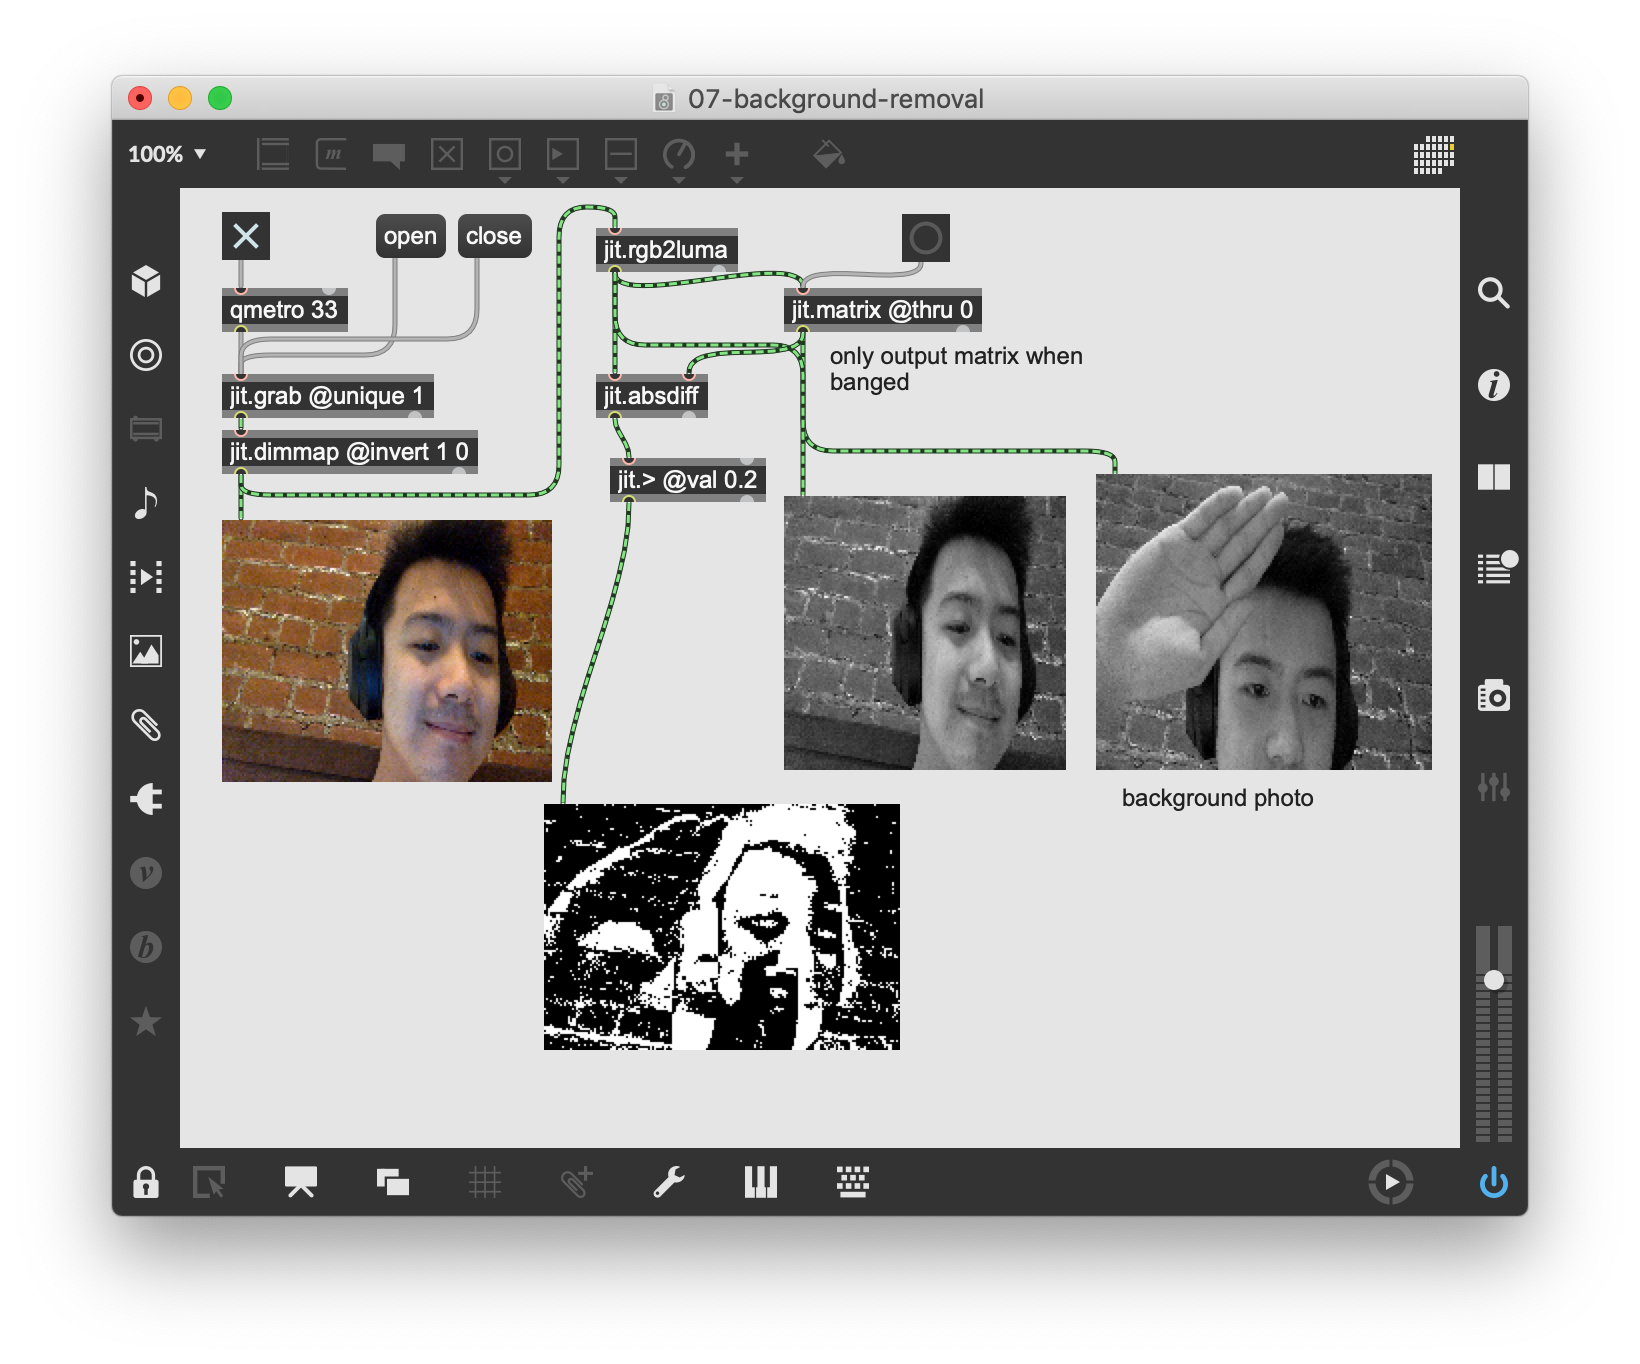 07-background-removal
100%
m
open
close
jit.rgb2luma
qmetro 33
jit.matrix @thru 0
only output matrix when
banged
jit.grab @unique 1
jit.absdiff
jit.dimmap @invert 1 0
jit.> @val 0.2
background photo
i
v
b